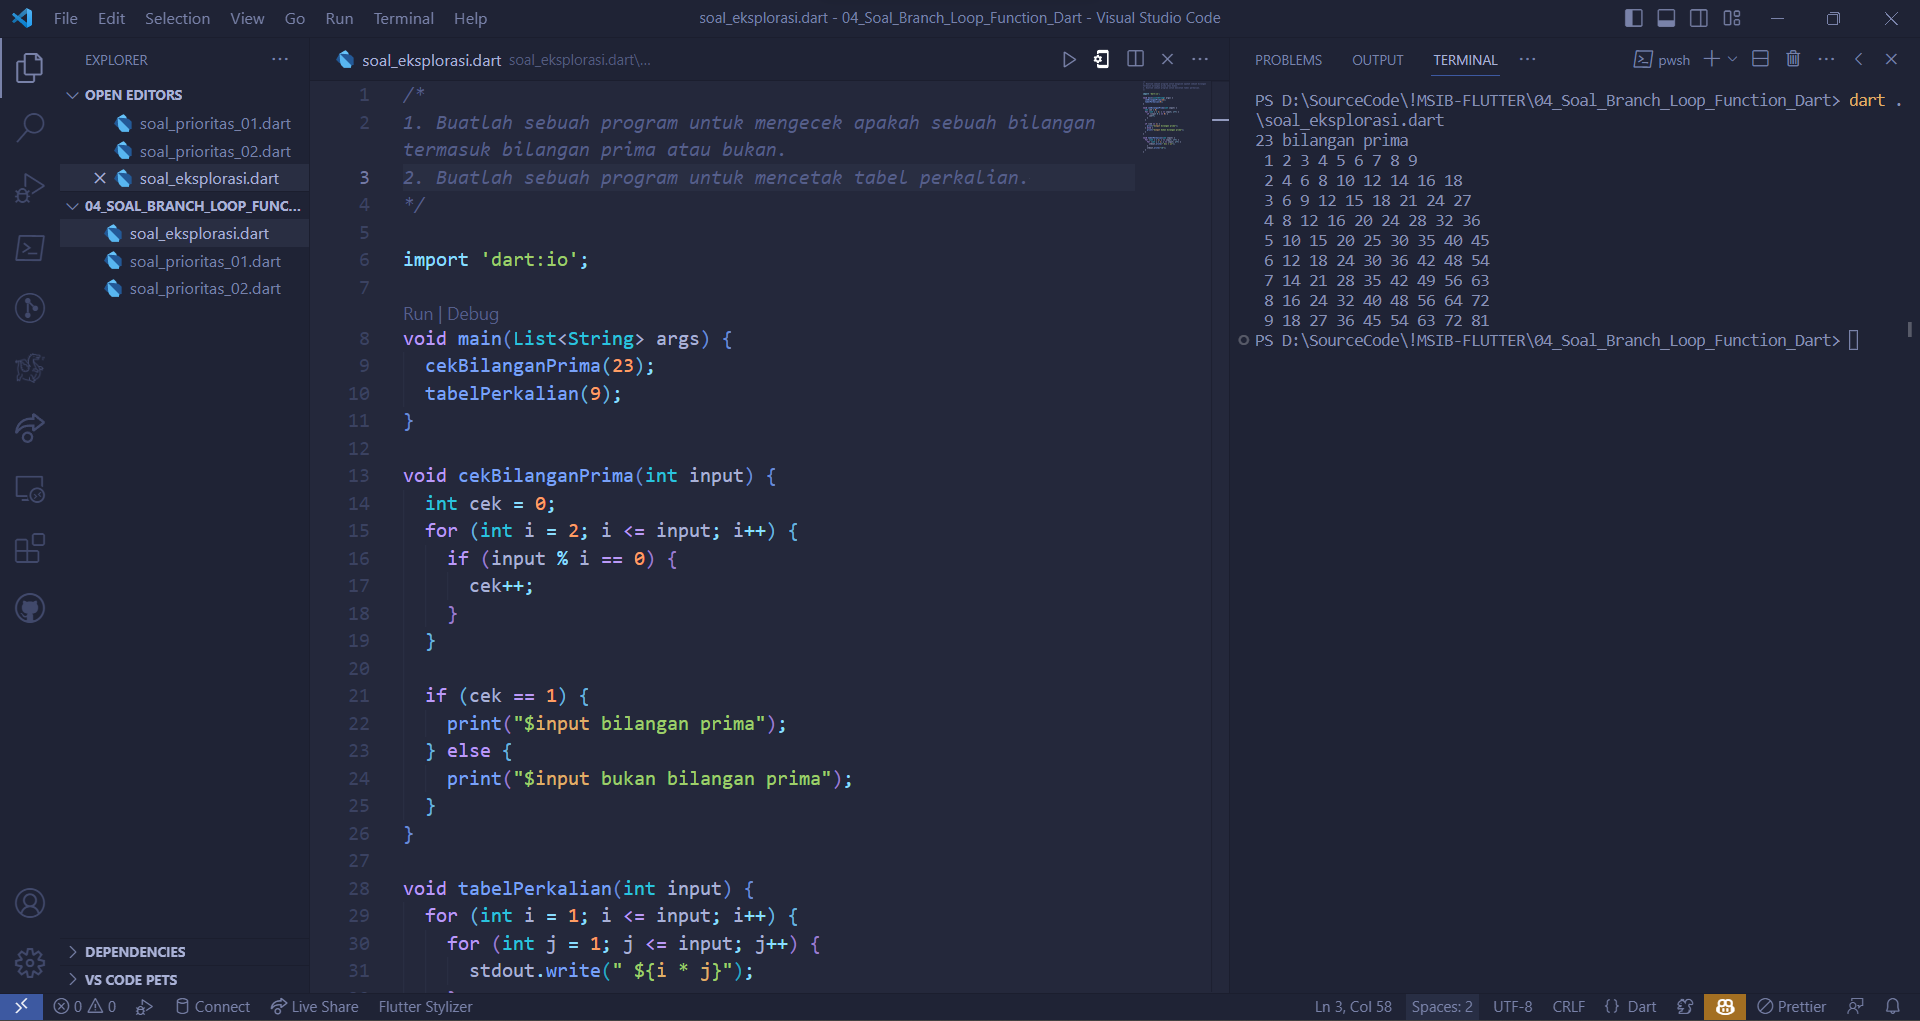 File Edit Selection View Go Run Terminal Help
soal_eksplorasi.dart - 04_Soal_Branch_Loop_Function_Dart - Visual Studio Code
EXPLORER
OPEN EDITORS
soal_prioritas_01.dart
soal_prioritas_02.dart
soal_eksplorasi.dart
04_SOAL_BRANCH_LOOP_FUNC...
soal_eksplorasi.dart
soal_prioritas_01.dart
soal_prioritas_02.dart
DEPENDENCIES
VS CODE PETS
soal_eksplorasi.dart soal_eksplorasi.dart\...
1 /*
2 1. Buatlah sebuah program untuk mengecek apakah sebuah bilangan
termasuk bilangan prima atau bukan.
3 2. Buatlah sebuah program untuk mencetak tabel perkalian.
4 */
5
6 import 'dart:io';
7
Run | Debug
8 void main(List<String> args) {
9 cekBilanganPrima(23);
10 tabelPerkalian(9);
11 }
12
13 void cekBilanganPrima(int input) {
14 int cek = 0;
15 for (int i = 2; i <= input; i++) {
16 if (input % i == 0) {
17 cek++;
18 }
19 }
20
21 if (cek == 1) {
22 print("$input bilangan prima");
23 } else {
24 print("$input bukan bilangan prima");
25 }
26 }
27
28 void tabelPerkalian(int input) {
29 for (int i = 1; i <= input; i++) {
30 for (int j = 1; j <= input; j++) {
31 stdout.write(" ${i * j}");
PROBLEMS OUTPUT TERMINAL
pwsh
PS D:\SourceCode\!MSIB-FLUTTER\04_Soal_Branch_Loop_Function_Dart> dart .
\soal_eksplorasi.dart
23 bilangan prima
1 2 3 4 5 6 7 8 9
2 4 6 8 10 12 14 16 18
3 6 9 12 15 18 21 24 27
4 8 12 16 20 24 28 32 36
5 10 15 20 25 30 35 40 45
6 12 18 24 30 36 42 48 54
7 14 21 28 35 42 49 56 63
8 16 24 32 40 48 56 64 72
9 18 27 36 45 54 63 72 81
PS D:\SourceCode\!MSIB-FLUTTER\04_Soal_Branch_Loop_Function_Dart>
0 0 Connect Live Share Flutter Stylizer
Ln 3, Col 58 Spaces: 2 UTF-8 CRLF {} Dart Prettier